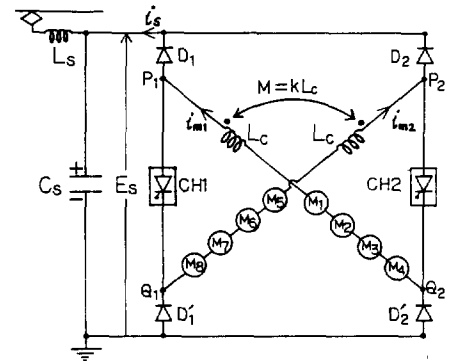 i_s
L_s
D_1
D_2
P_1
M = kL_c
P_2
i_m1
L_c
L_c
i_m2
C_s
+
−
E_s
CH1
CH2
M_5
M_1
M_6
M_2
M_7
M_3
M_8
M_4
Q_1
Q_2
D'_1
D'_2